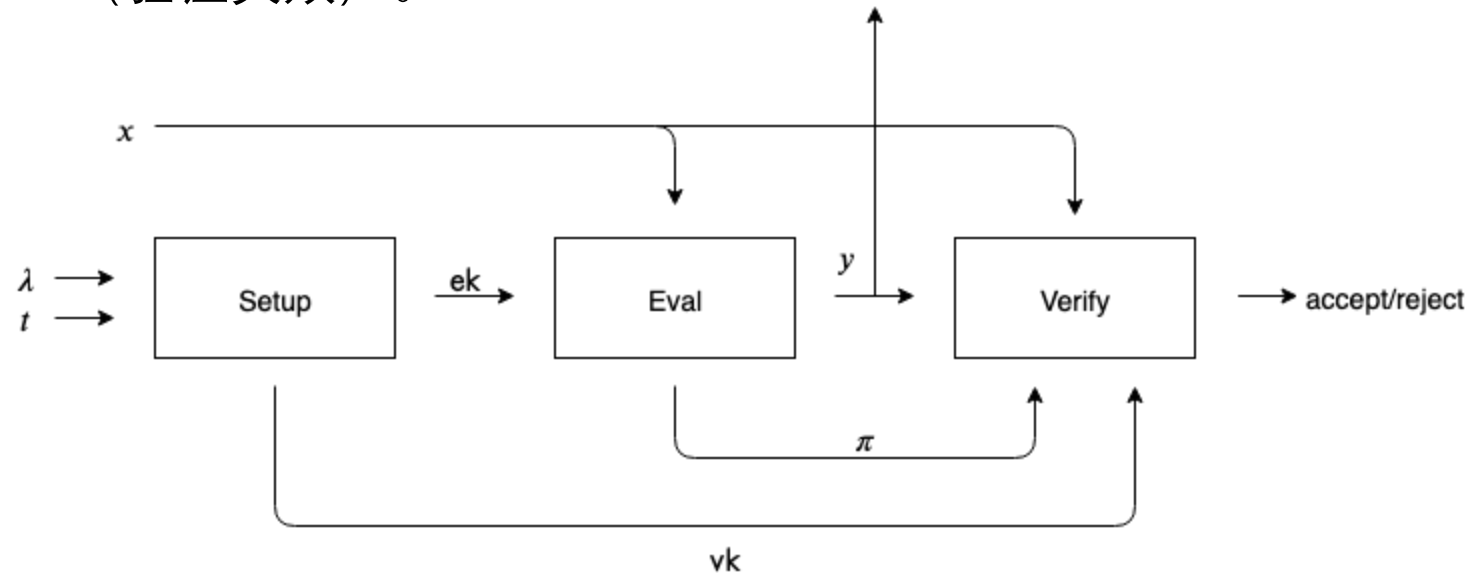 x
λ
t
Setup
ek
Eval
y
Verify
accept/reject
π
vk